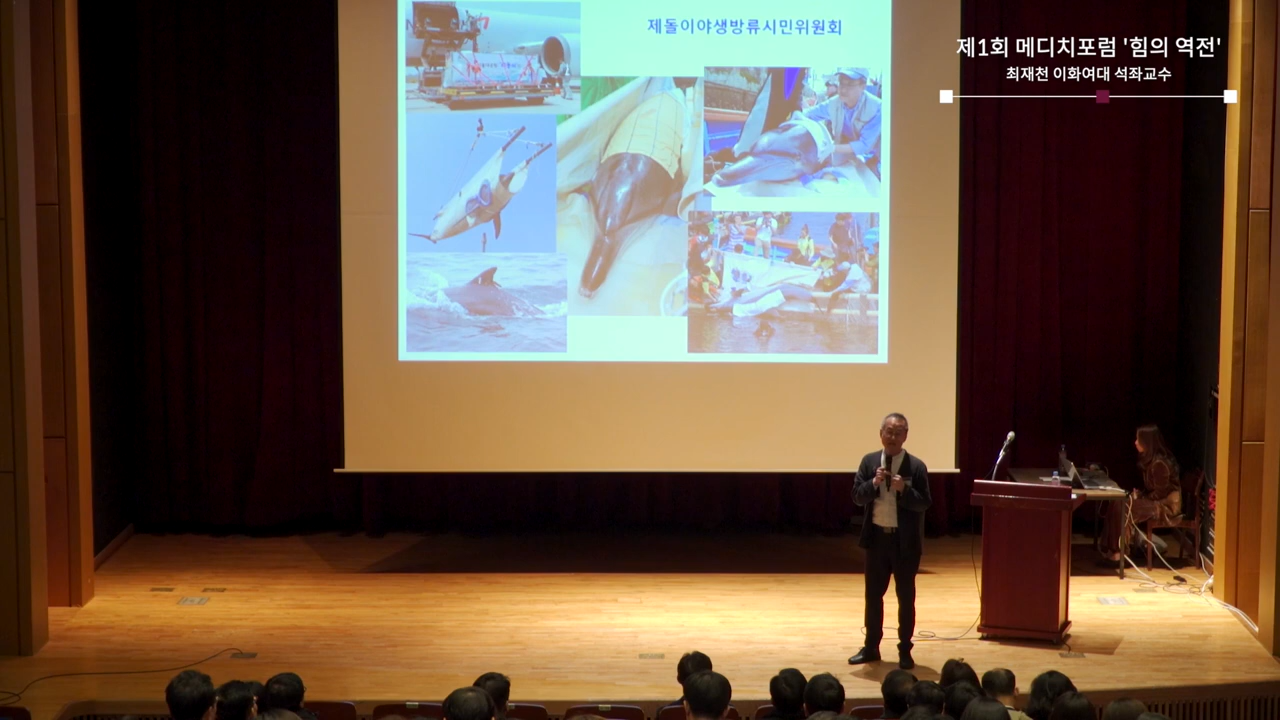 제돌이야생방류시민위원회
제1회 메디치포럼 '힘의 역전'
최재천 이화여대 석좌교수